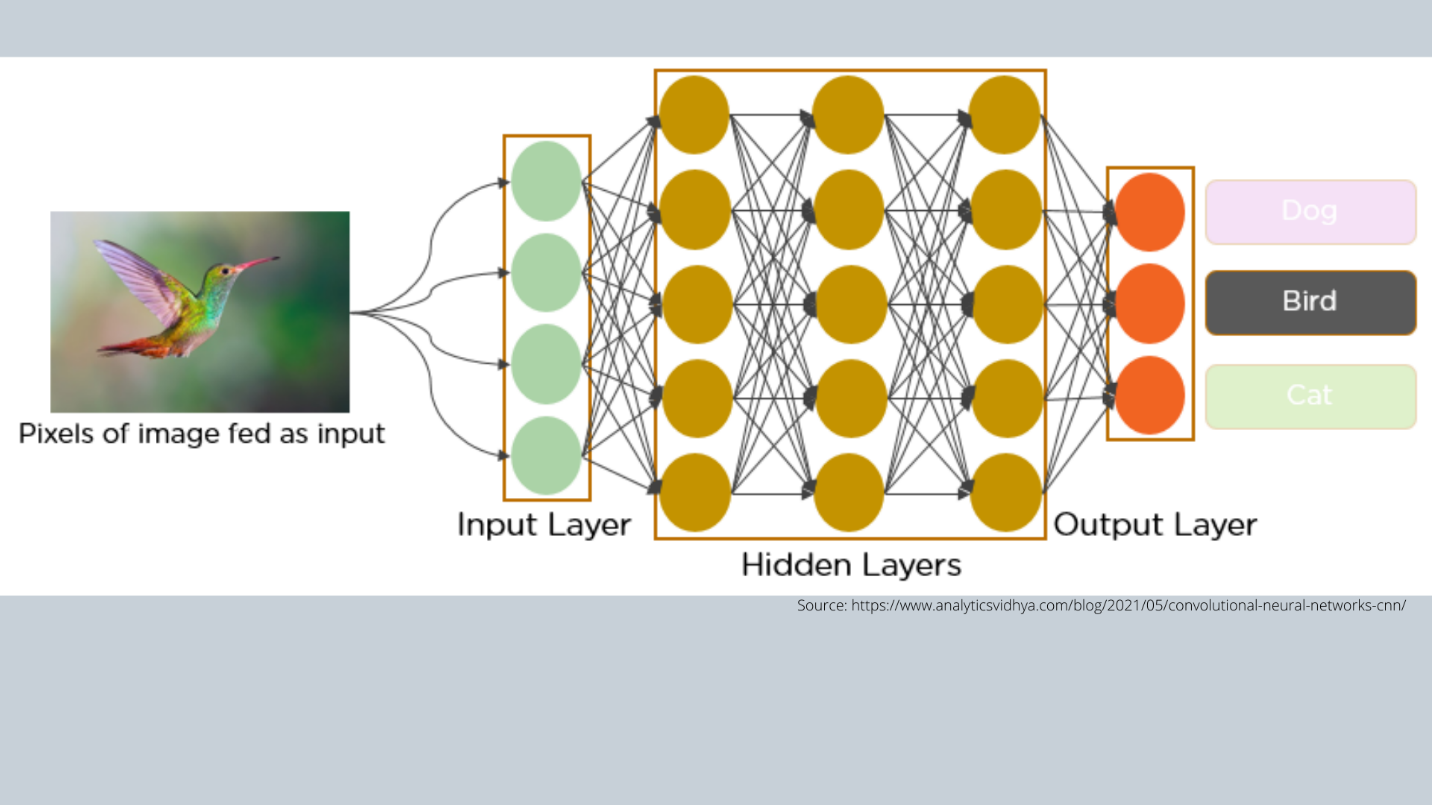 Dog
Bird
Cat
Pixels of image fed as input
Input Layer
Output Layer
Hidden Layers
Source: https://www.analyticsvidhya.com/blog/2021/05/convolutional-neural-networks-cnn/